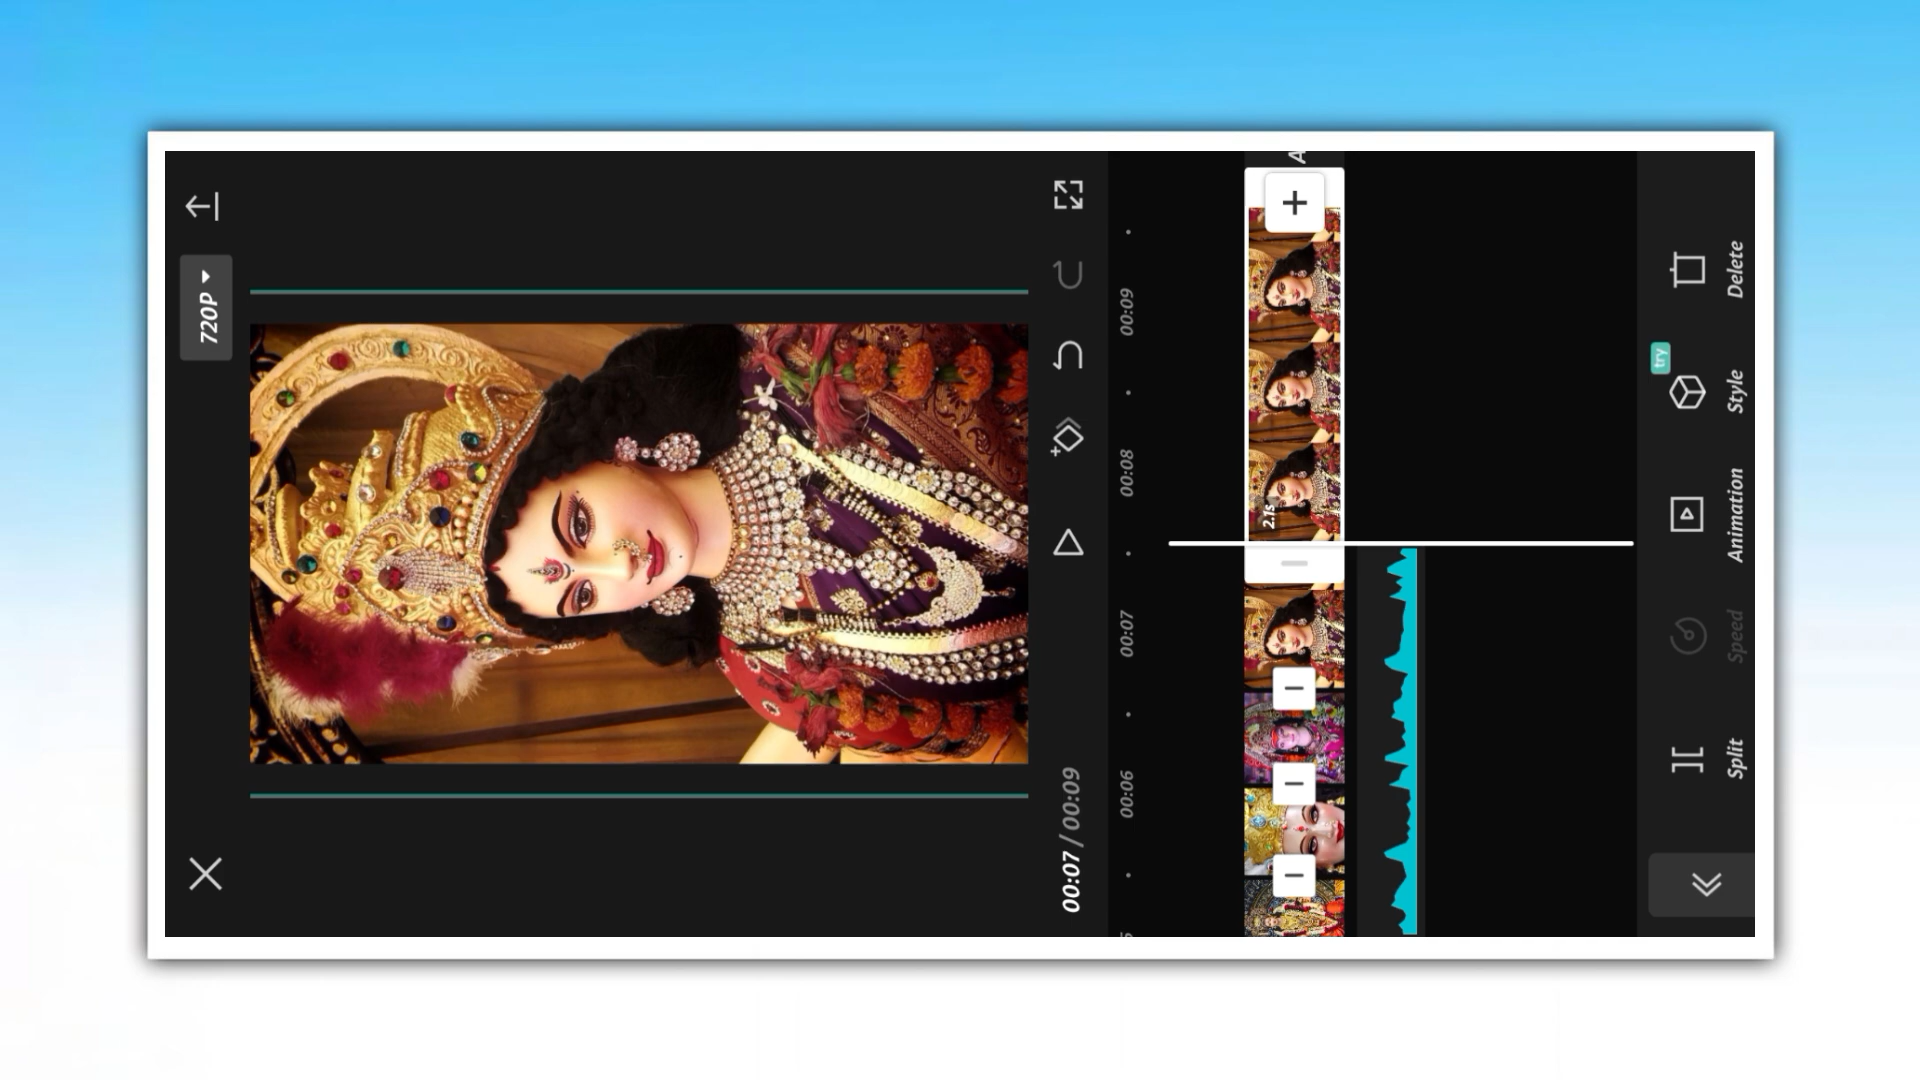 720P
00:07 / 00:09
00:06
00:07
00:08
00:09
2.1s
A
Split
Speed
Animation
Style
try
Delete